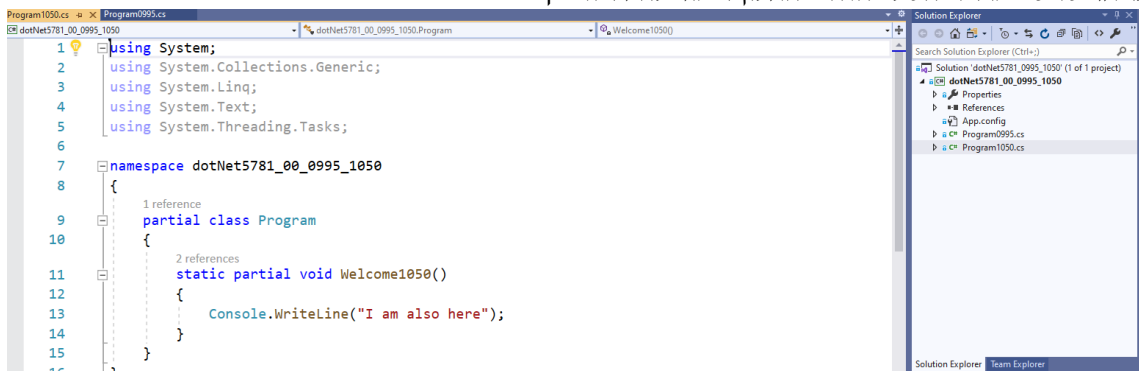 Program1050.cs
Program0995.cs
dotNet5781_00_0995_1050
dotNet5781_00_0995_1050.Program
Welcome1050()
1 using System;
2 using System.Collections.Generic;
3 using System.Linq;
4 using System.Text;
5 using System.Threading.Tasks;
6
7 namespace dotNet5781_00_0995_1050
8 {
1 reference
9 partial class Program
10 {
2 references
11 static partial void Welcome1050()
12 {
13 Console.WriteLine("I am also here");
14 }
15 }
Solution Explorer
Search Solution Explorer (Ctrl+;)
Solution 'dotNet5781_00_0995_1050' (1 of 1 project)
dotNet5781_00_0995_1050
Properties
References
App.config
Program0995.cs
Program1050.cs
Solution Explorer Team Explorer